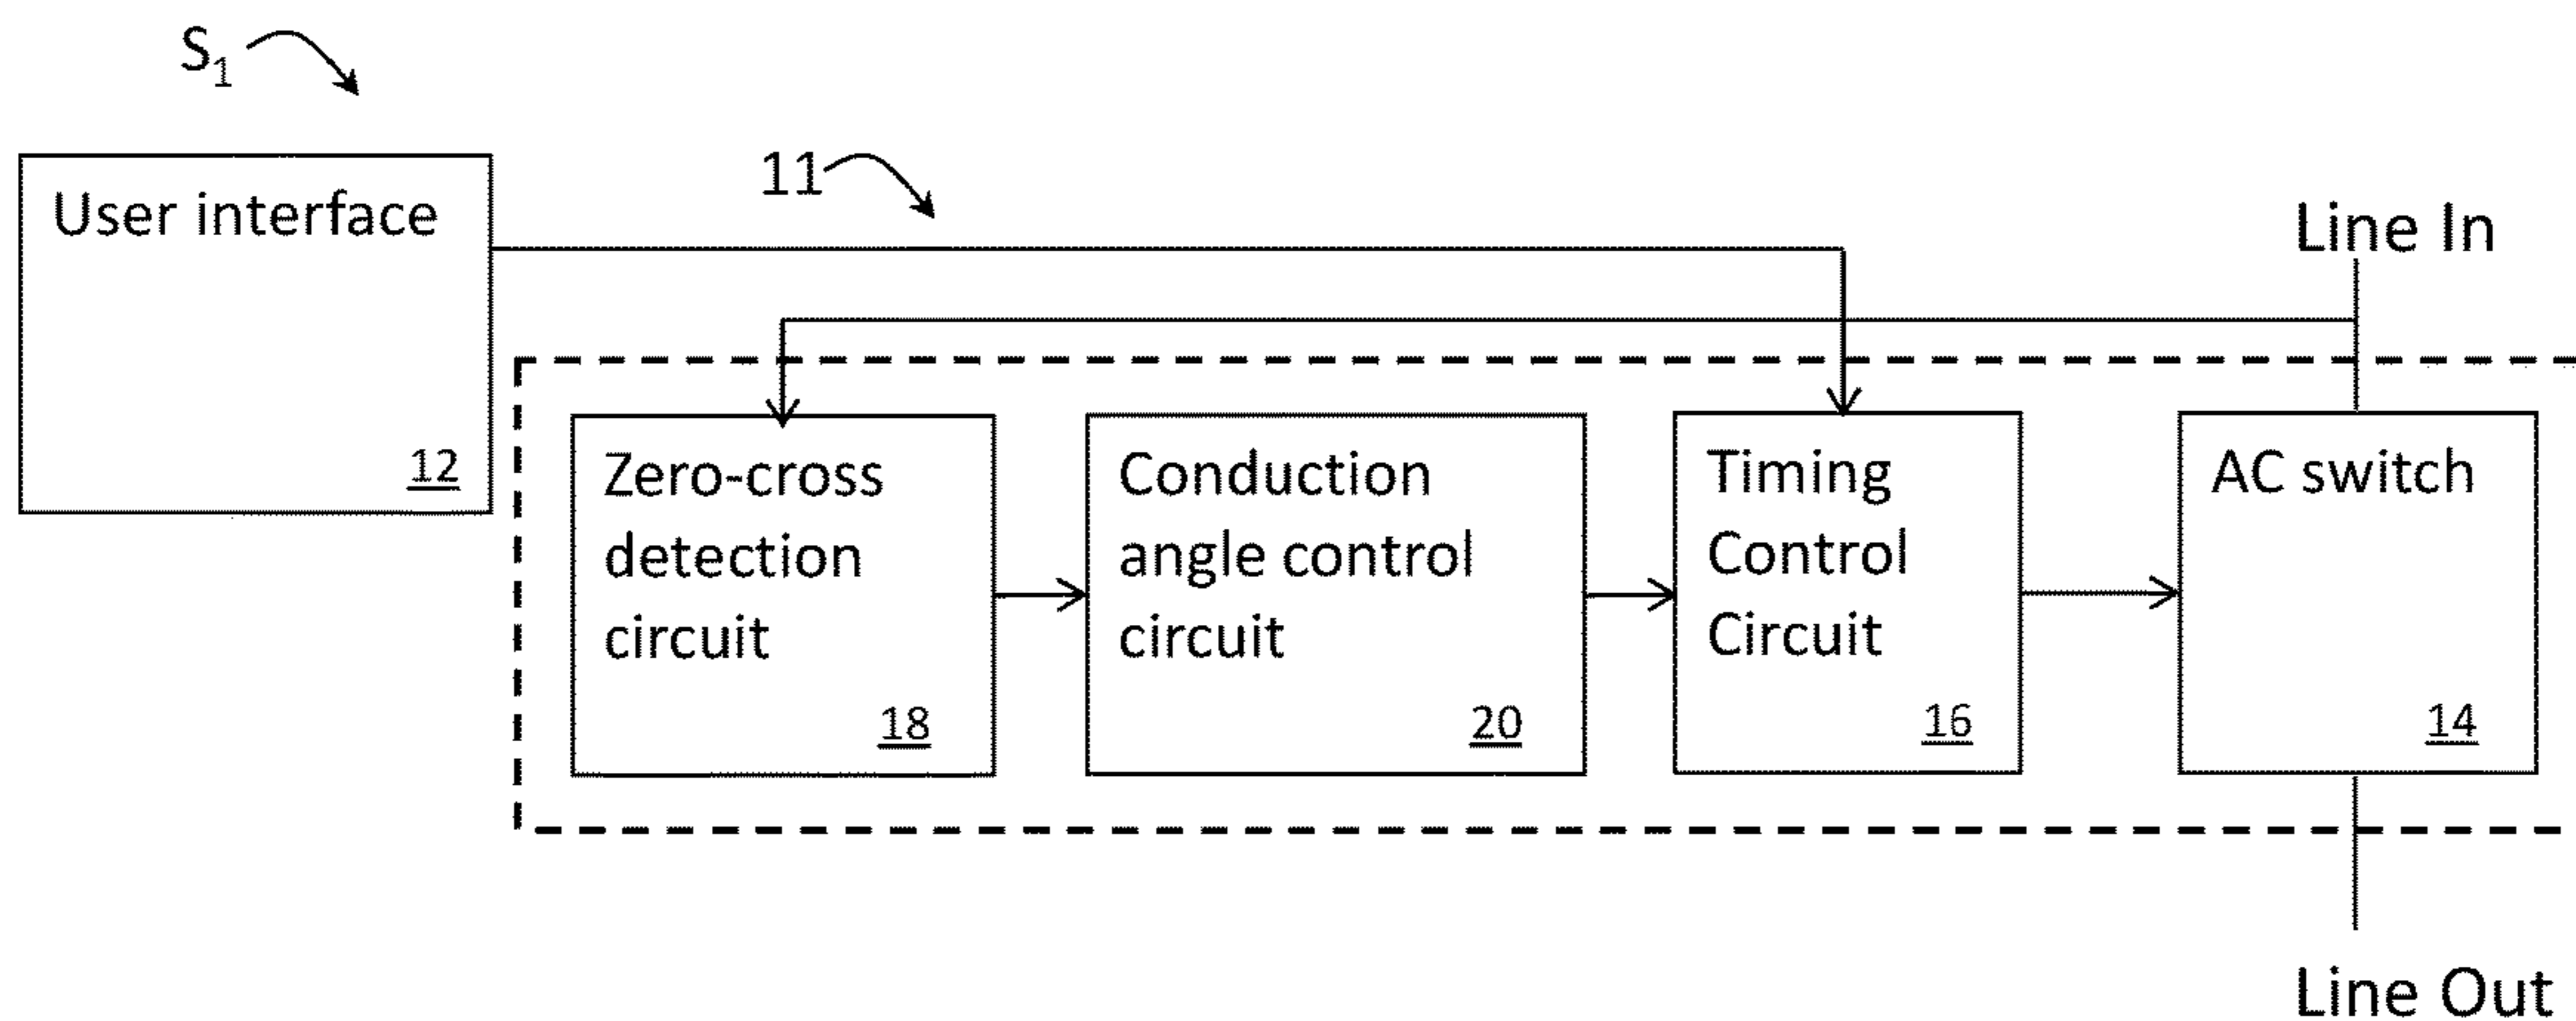 S1
11
User interface
12
Line In
Zero-cross
detection
circuit
18
Conduction
angle control
circuit
20
Timing
Control
Circuit
16
AC switch
14
Line Out